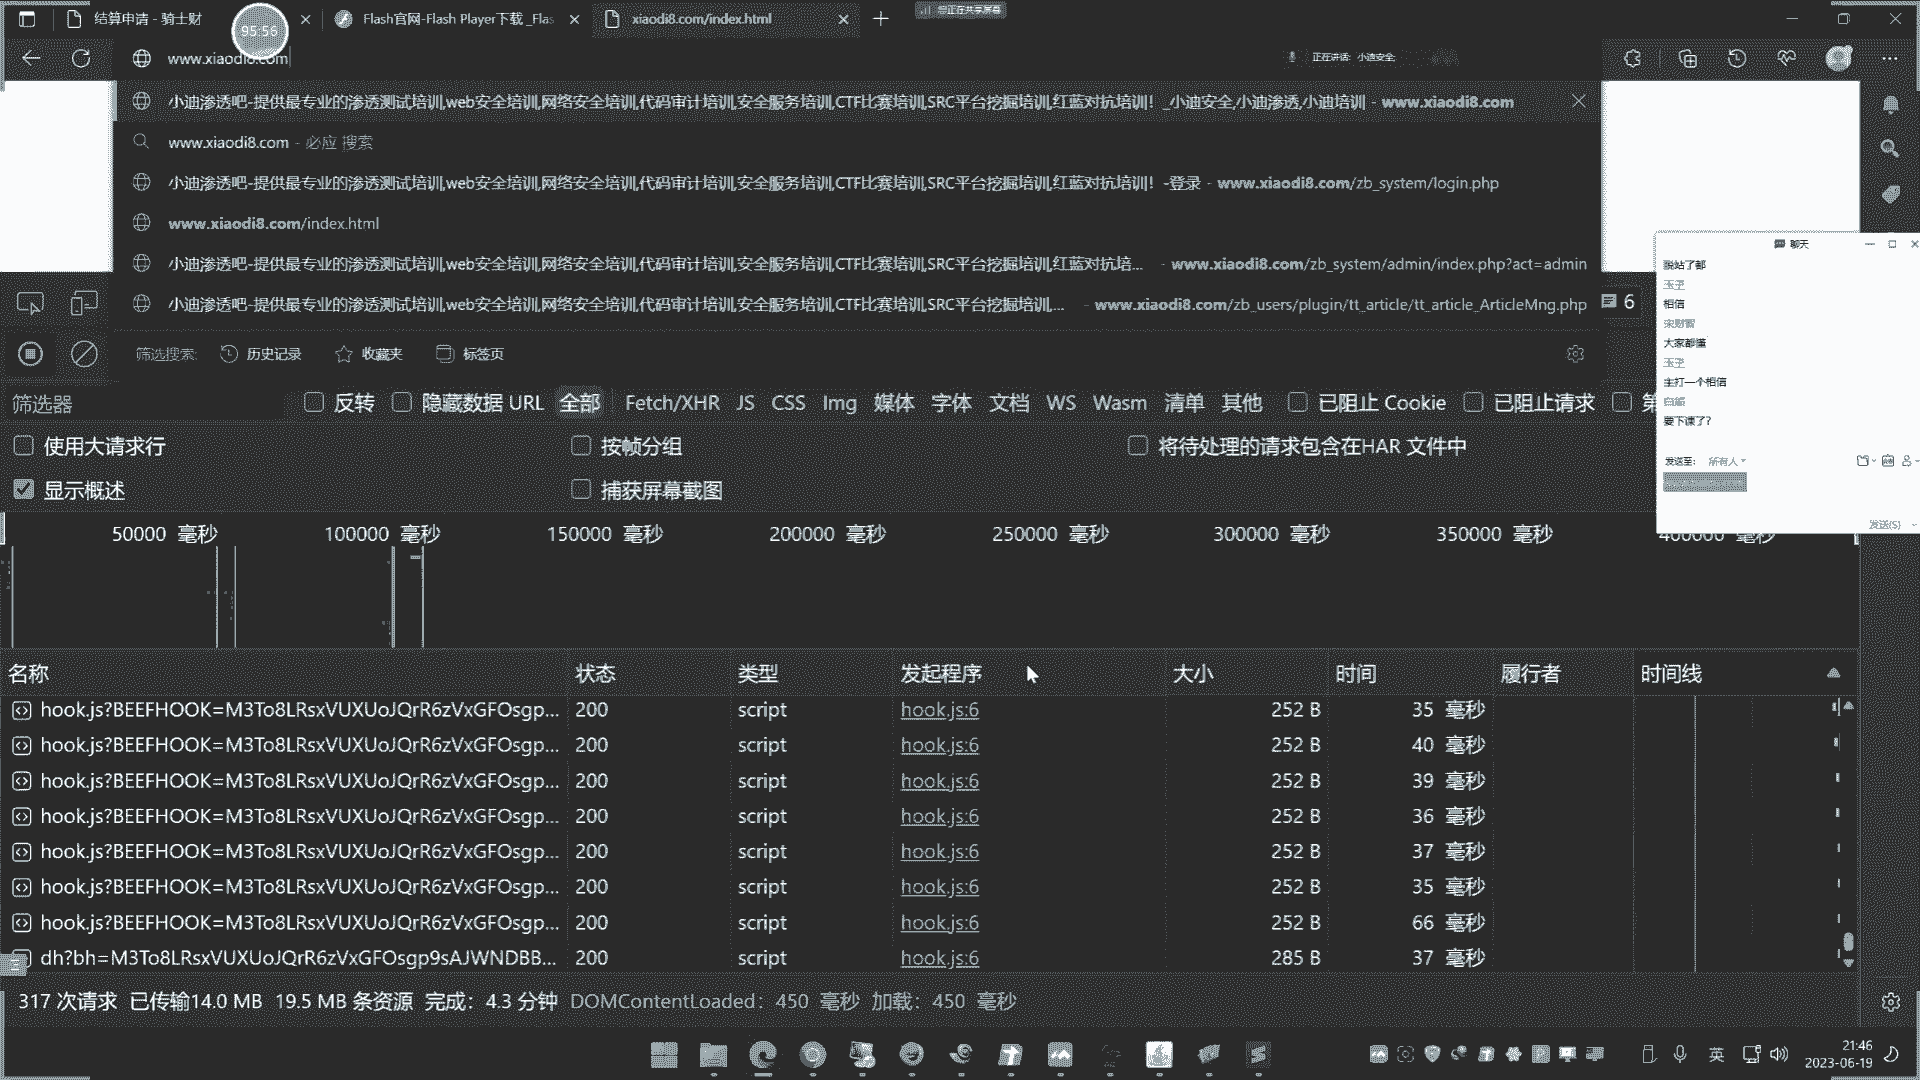 结算申请 - 骑士财
95:56
Flash官网-Flash Player下载_Flas
xiaodi8.com/index.html
您正在共享屏幕
www.xiaodi8.com
正在讲话: 小迪安全
小迪渗透吧-提供最专业的渗透测试培训,web安全培训,网络安全培训,代码审计培训,安全服务培训,CTF比赛培训,SRC平台挖掘培训,红蓝对抗培训！_小迪安全,小迪渗透,小迪培训 - www.xiaodi8.com
www.xiaodi8.com - 必应 搜索
小迪渗透吧-提供最专业的渗透测试培训,web安全培训,网络安全培训,代码审计培训,安全服务培训,CTF比赛培训,SRC平台挖掘培训,红蓝对抗培训！-登录 - www.xiaodi8.com/zb_system/login.php
www.xiaodi8.com/index.html
小迪渗透吧-提供最专业的渗透测试培训,web安全培训,网络安全培训,代码审计培训,安全服务培训,CTF比赛培训,SRC平台挖掘培训,红蓝对抗培... - www.xiaodi8.com/zb_system/admin/index.php?act=admin
小迪渗透吧-提供最专业的渗透测试培训,web安全培训,网络安全培训,代码审计培训,安全服务培训,CTF比赛培训,SRC平台挖掘培训,... - www.xiaodi8.com/zb_users/plugin/tt_article/tt_article_ArticleMng.php
6
筛选搜索: 历史记录 收藏夹 标签页
聊天
脱站了都
玉玊
相信
宋财智
大家都懂
主打一个相信
要下课了?
发送至: 所有人
发送(S)
筛选器 反转 隐藏数据 URL 全部 Fetch/XHR JS CSS Img 媒体 字体 文档 WS Wasm 清单 其他 已阻止 Cookie 已阻止请求 第
使用大请求行 按帧分组 将待处理的请求包含在HAR 文件中
显示概述 捕获屏幕截图
50000 毫秒 100000 毫秒 150000 毫秒 200000 毫秒 250000 毫秒 300000 毫秒 350000 毫秒 400000 毫秒
名称 状态 类型 发起程序 大小 时间 履行者 时间线
hook.js?BEEFHOOK=M3To8LRsxVUXUoJQrR6zVxGFOsgp... 200 script hook.js:6 252 B 35 毫秒
hook.js?BEEFHOOK=M3To8LRsxVUXUoJQrR6zVxGFOsgp... 200 script hook.js:6 252 B 40 毫秒
hook.js?BEEFHOOK=M3To8LRsxVUXUoJQrR6zVxGFOsgp... 200 script hook.js:6 252 B 39 毫秒
hook.js?BEEFHOOK=M3To8LRsxVUXUoJQrR6zVxGFOsgp... 200 script hook.js:6 252 B 36 毫秒
hook.js?BEEFHOOK=M3To8LRsxVUXUoJQrR6zVxGFOsgp... 200 script hook.js:6 252 B 37 毫秒
hook.js?BEEFHOOK=M3To8LRsxVUXUoJQrR6zVxGFOsgp... 200 script hook.js:6 252 B 35 毫秒
hook.js?BEEFHOOK=M3To8LRsxVUXUoJQrR6zVxGFOsgp... 200 script hook.js:6 252 B 66 毫秒
dh?bh=M3To8LRsxVUXUoJQrR6zVxGFOsgp9sAJWNDBB... 200 script hook.js:6 285 B 37 毫秒
317 次请求 已传输14.0 MB 19.5 MB 条资源 完成: 4.3 分钟 DOMContentLoaded: 450 毫秒 加载: 450 毫秒
英
21:46
2023-06-19